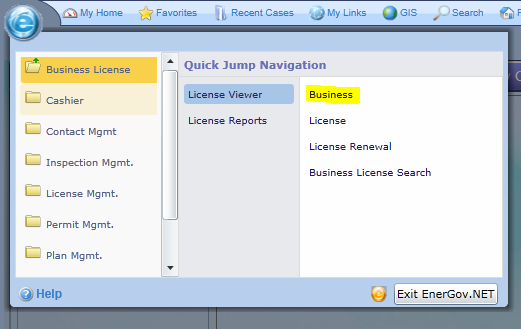 My Home Favorites Recent Cases My Links GIS Search
Quick Jump Navigation
Business License
Cashier
Contact Mgmt
Inspection Mgmt.
License Mgmt.
Permit Mgmt.
Plan Mgmt.
License Viewer
License Reports
Business
License
License Renewal
Business License Search
Help
Exit EnerGov.NET